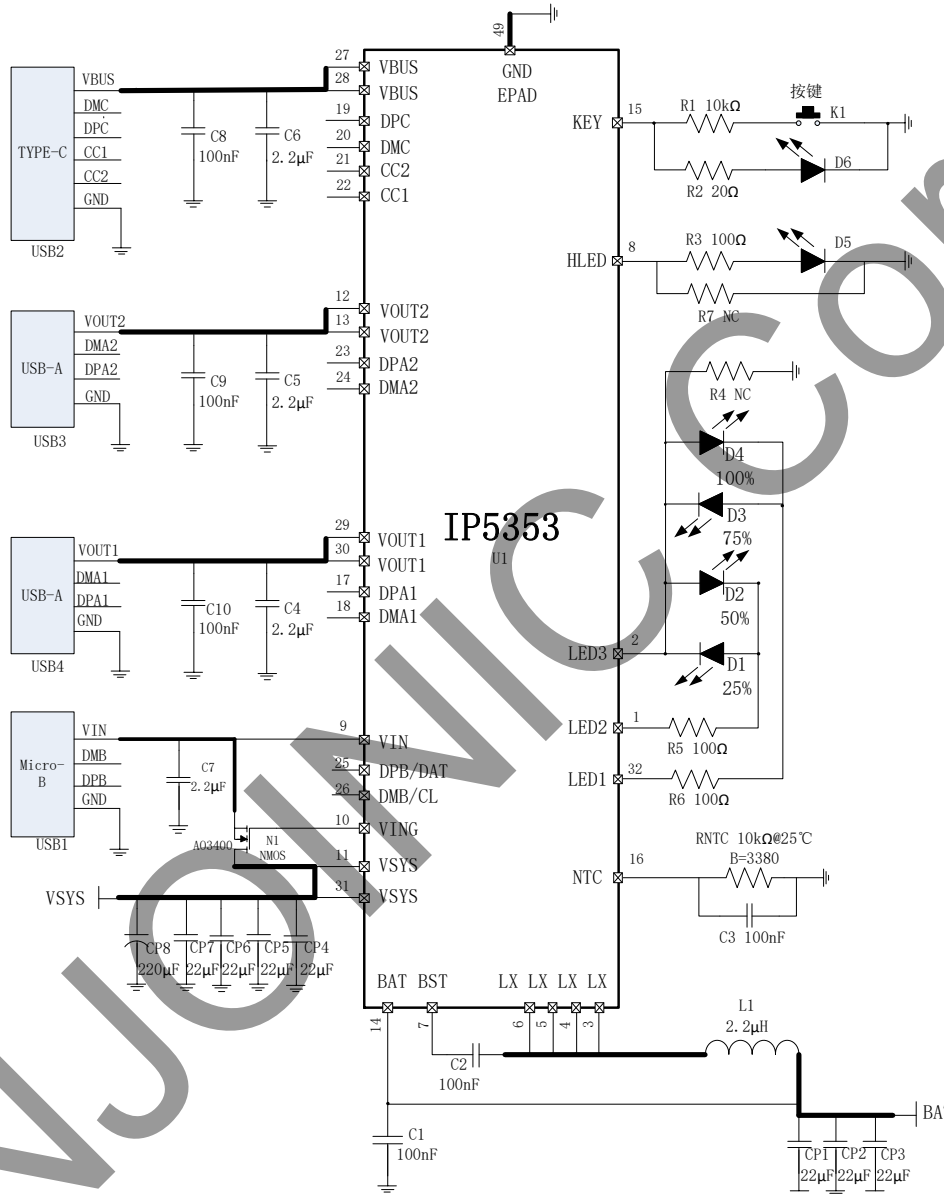 49
GND
EPAD
TYPE-C
VBUS
DMC
DPC
CC1
CC2
GND
USB2
C8
100nF
C6
2.2μF
27
VBUS
28
VBUS
19
DPC
20
DMC
21
CC2
22
CC1
USB-A
VOUT2
DMA2
DPA2
GND
USB3
C9
100nF
C5
2.2μF
12
VOUT2
13
VOUT2
23
DPA2
24
DMA2
USB-A
VOUT1
DMA1
DPA1
GND
USB4
C10
100nF
C4
2.2μF
29
VOUT1
30
VOUT1
17
DPA1
18
DMA1
Micro-
B
VIN
DMB
DPB
GND
USB1
C7
2.2μF
AO3400
N1
NMOS
9
VIN
25
DPB/DAT
26
DMB/CL
10
VING
11
VSYS
31
VSYS
VSYS
CP8
220μF
CP7
22μF
CP6
22μF
CP5
22μF
CP4
22μF
IP5353
U1
KEY
15
R1 10kΩ
按键
K1
R2 20Ω
D6
HLED
8
R3 100Ω
D5
R7 NC
R4 NC
D4
100%
D3
75%
D2
50%
D1
25%
LED3
2
LED2
1
R5 100Ω
LED1
32
R6 100Ω
NTC
16
RNTC 10kΩ@25℃
B=3380
C3 100nF
BAT BST LX LX LX LX
14
7
6
5
4
3
C2
100nF
L1
2.2μH
C1
100nF
BA
CP1
22μF
CP2
22μF
CP3
22μF
INJOINIC Cor